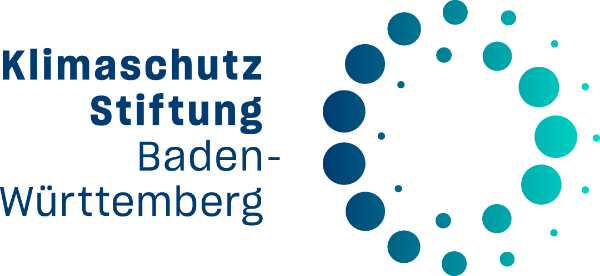 Klimaschutz
Stiftung
Baden-
Württemberg